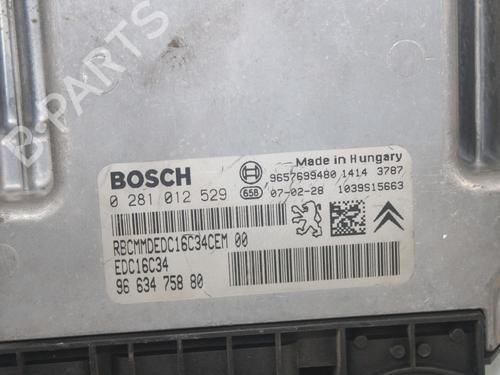 B-PARTS
BOSCH
Made in Hungary
9657699480 1414 3787
0 281 012 529 658 07-02-28 1039S15663
RBCMMDEDC16C34CEM 00
EDC16C34
96 634 758 80